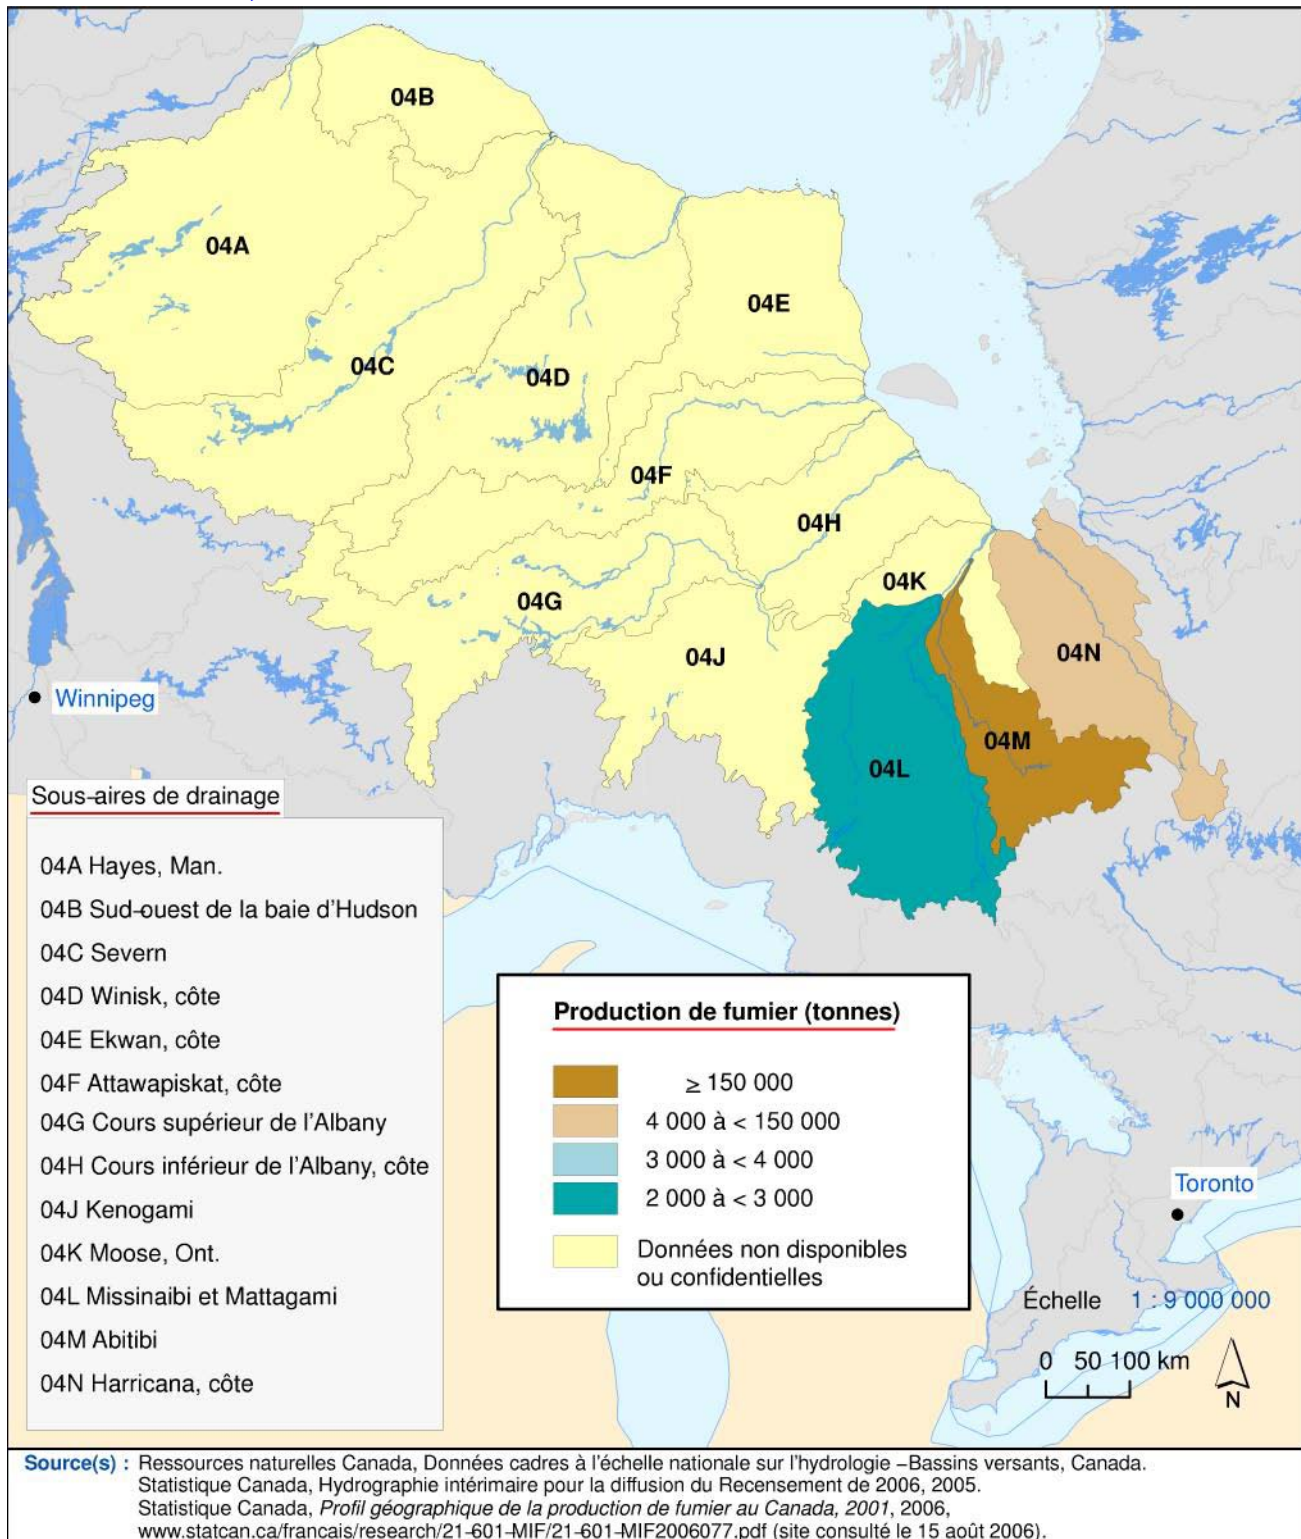 04B
04A
04E
04C
04D
04F
04H
04K
04G
04J
04N
04M
04L
Winnipeg
Sous-aires de drainage
04A Hayes, Man.
04B Sud-ouest de la baie d'Hudson
04C Severn
04D Winisk, côte
04E Ekwan, côte
04F Attawapiskat, côte
04G Cours supérieur de l'Albany
04H Cours inférieur de l'Albany, côte
04J Kenogami
04K Moose, Ont.
04L Missinaibi et Mattagami
04M Abitibi
04N Harricana, côte
Production de fumier (tonnes)
≥ 150 000
4 000 à < 150 000
3 000 à < 4 000
2 000 à < 3 000
Données non disponibles
ou confidentielles
Toronto
Échelle 1 : 9 000 000
0 50 100 km
N
Source(s) : Ressources naturelles Canada, Données cadres à l'échelle nationale sur l'hydrologie –Bassins versants, Canada.
Statistique Canada, Hydrographie intérimaire pour la diffusion du Recensement de 2006, 2005.
Statistique Canada, Profil géographique de la production de fumier au Canada, 2001, 2006,
www.statcan.ca/francais/research/21-601-MIF/21-601-MIF2006077.pdf (site consulté le 15 août 2006).